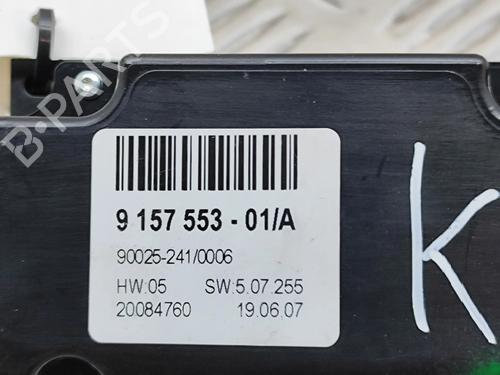 B-PARTS
9 157 553 - 01/A
90025-241/0006
HW:05 SW:5.07.255
20084760 19.06.07
K